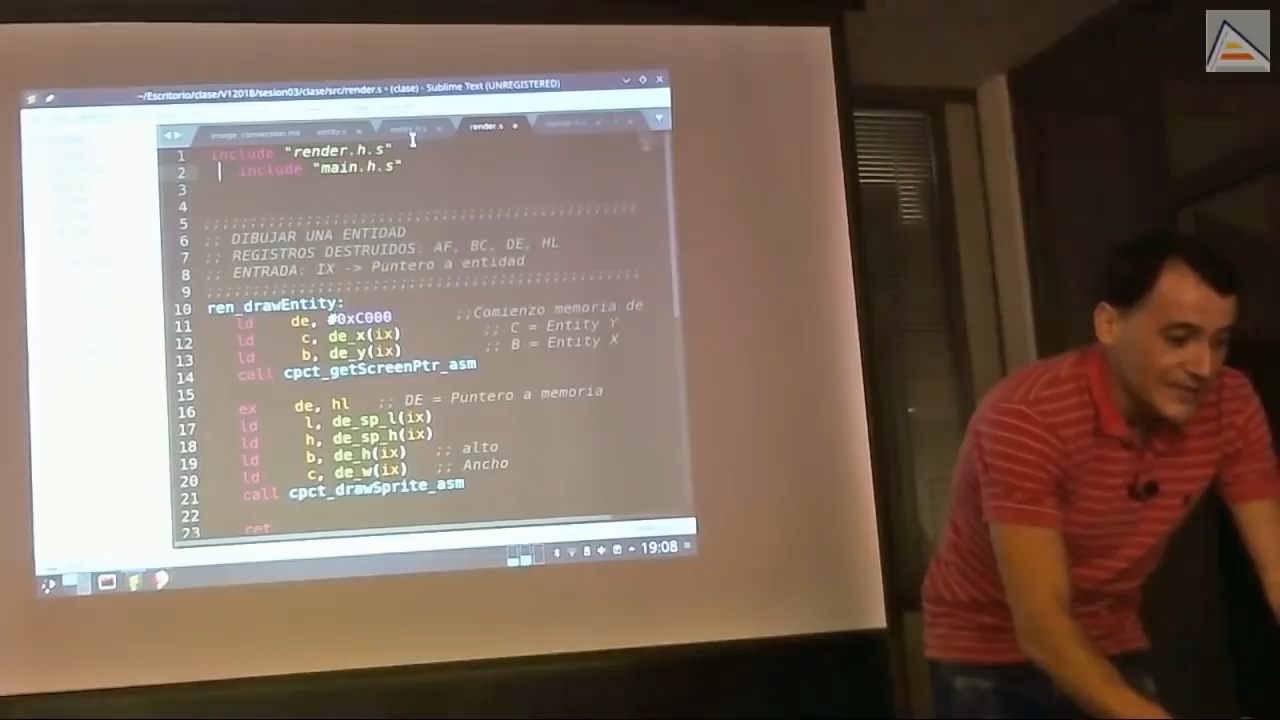 ~/Escritorio/clase/V12018/sesion03/clase/src/render.s • (clase) - Sublime Text (UNREGISTERED)
image_conversion.mk entity.s entity.h.s render.s
1 include "render.h.s"
2 .include "main.h.s"
3
4
5 ;;;;;;;;;;;;;;;;;;;;;;;;;;;;;;;;;;;;;;;;;;;;;;;;
6 ;; DIBUJAR UNA ENTIDAD
7 ;; REGISTROS DESTRUIDOS: AF, BC, DE, HL
8 ;; ENTRADA: IX -> Puntero a entidad
9 ;;;;;;;;;;;;;;;;;;;;;;;;;;;;;;;;;;;;;;;;;;;;;;;;
10 ren_drawEntity:
11 ld de, #0xC000 ;;Comienzo memoria de
12 ld c, de_x(ix) ;; C = Entity Y
13 ld b, de_y(ix) ;; B = Entity X
14 call cpct_getScreenPtr_asm
15
16 ex de, hl ;; DE = Puntero a memoria
17 ld l, de_sp_l(ix)
18 ld h, de_sp_h(ix)
19 ld b, de_h(ix) ;; alto
20 ld c, de_w(ix) ;; Ancho
21 call cpct_drawSprite_asm
22
23 ret
19:08